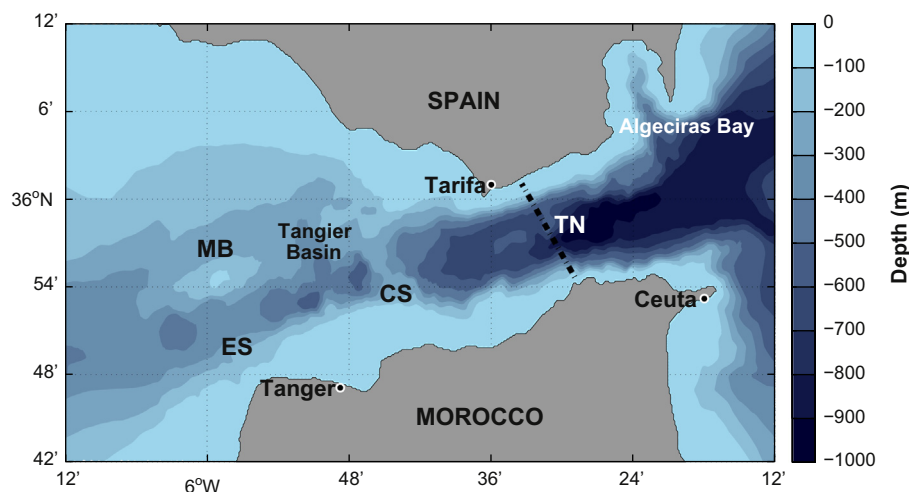 12'
6'
36°N
54'
48'
42'
12'
6°W
48'
36'
24'
12'
SPAIN
Algeciras Bay
Tarifa
TN
Tangier
Basin
MB
CS
Ceuta
ES
Tanger
MOROCCO
0
−100
−200
−300
−400
−500
−600
−700
−800
−900
−1000
Depth (m)